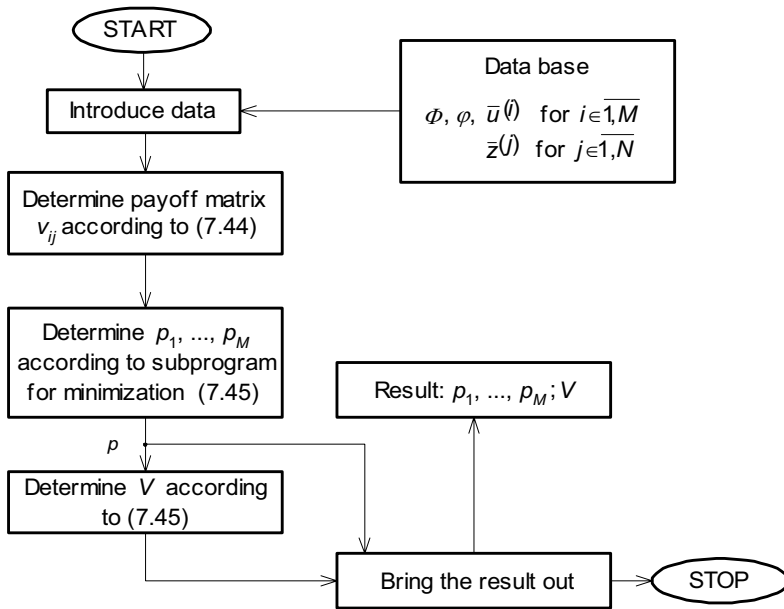 START
Introduce data
Data base
Φ, φ, u̅⁽ⁱ⁾ for i∈1,M̅
z̅⁽ʲ⁾ for j∈1,N̅
Determine payoff matrix
vᵢⱼ according to (7.44)
Determine p₁, ..., p_M
according to subprogram
for minimization (7.45)
Result: p₁, ..., p_M; V
p
Determine V according
to (7.45)
Bring the result out
STOP